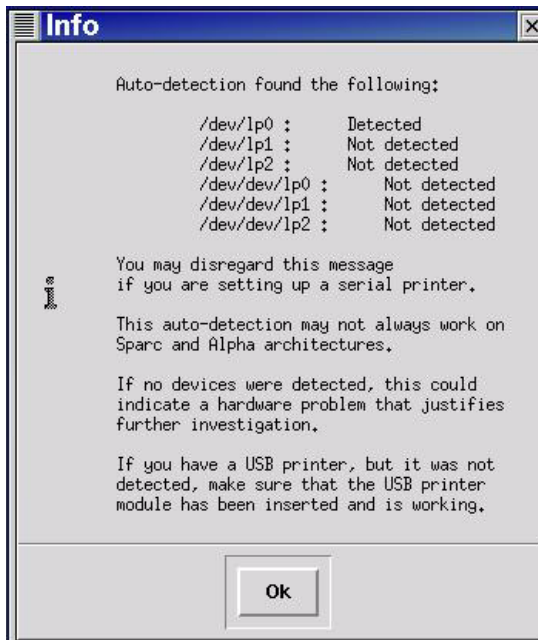 Info
Auto-detection found the following:
/dev/lp0 : Detected
/dev/lp1 : Not detected
/dev/lp2 : Not detected
/dev/dev/lp0 : Not detected
/dev/dev/lp1 : Not detected
/dev/dev/lp2 : Not detected
You may disregard this message
if you are setting up a serial printer.
This auto-detection may not always work on
Sparc and Alpha architectures.
If no devices were detected, this could
indicate a hardware problem that justifies
further investigation.
If you have a USB printer, but it was not
detected, make sure that the USB printer
module has been inserted and is working.
Ok